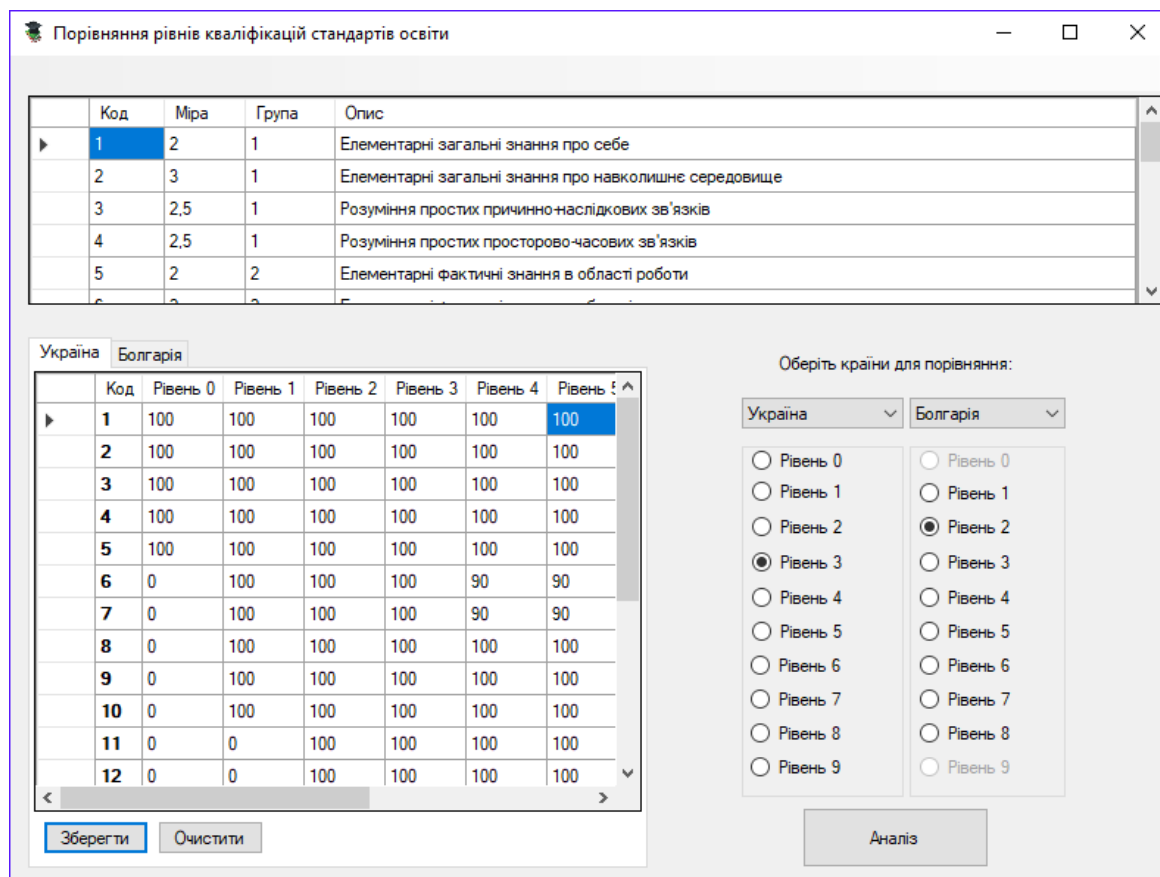 Порівняння рівнів кваліфікацій стандартів освіти
Код Міра Група Опис
1 2 1 Елементарні загальні знання про себе
2 3 1 Елементарні загальні знання про навколишнє середовище
3 2,5 1 Розуміння простих причинно-наслідкових зв'язків
4 2,5 1 Розуміння простих просторово-часових зв'язків
5 2 2 Елементарні фактичні знання в області роботи
Україна Болгарія
Код Рівень 0 Рівень 1 Рівень 2 Рівень 3 Рівень 4 Рівень 5
1 100 100 100 100 100 100
2 100 100 100 100 100 100
3 100 100 100 100 100 100
4 100 100 100 100 100 100
5 100 100 100 100 100 100
6 0 100 100 100 90 90
7 0 100 100 100 90 90
8 0 100 100 100 100 100
9 0 100 100 100 100 100
10 0 100 100 100 100 100
11 0 0 100 100 100 100
12 0 0 100 100 100 100
Зберегти Очистити
Оберіть країни для порівняння:
Україна Болгарія
Рівень 0 Рівень 0
Рівень 1 Рівень 1
Рівень 2 Рівень 2
Рівень 3 Рівень 3
Рівень 4 Рівень 4
Рівень 5 Рівень 5
Рівень 6 Рівень 6
Рівень 7 Рівень 7
Рівень 8 Рівень 8
Рівень 9 Рівень 9
Аналіз